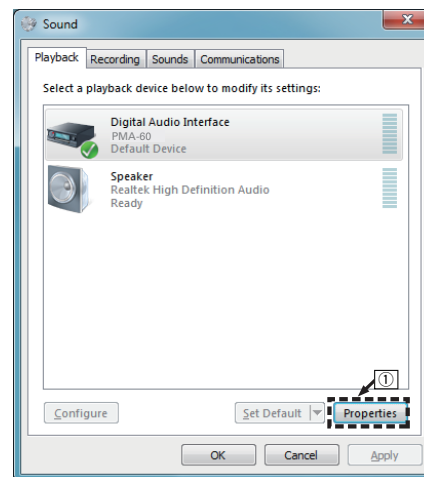 Sound
Playback Recording Sounds Communications
Select a playback device below to modify its settings:
Digital Audio Interface
PMA-60
Default Device
Speaker
Realtek High Definition Audio
Ready
①
Configure Set Default Properties
OK Cancel Apply